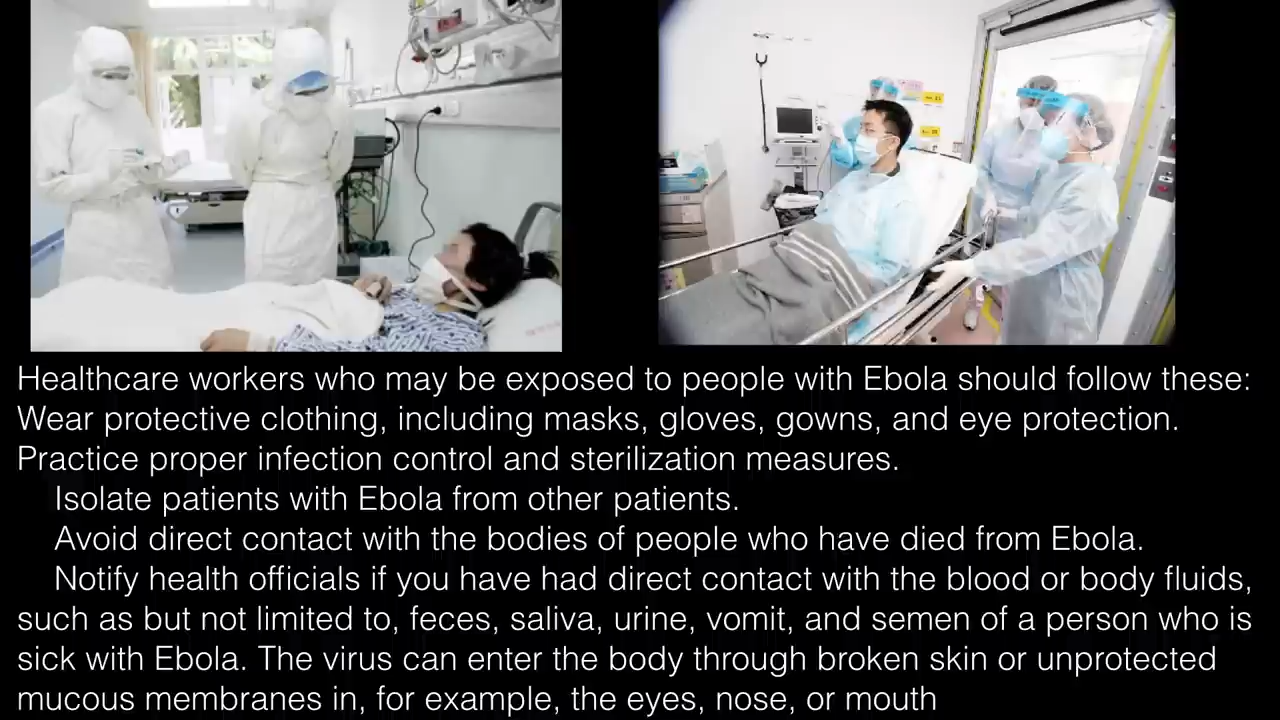 Healthcare workers who may be exposed to people with Ebola should follow these:
Wear protective clothing, including masks, gloves, gowns, and eye protection.
Practice proper infection control and sterilization measures.
Isolate patients with Ebola from other patients.
Avoid direct contact with the bodies of people who have died from Ebola.
Notify health officials if you have had direct contact with the blood or body fluids,
such as but not limited to, feces, saliva, urine, vomit, and semen of a person who is
sick with Ebola. The virus can enter the body through broken skin or unprotected
mucous membranes in, for example, the eyes, nose, or mouth